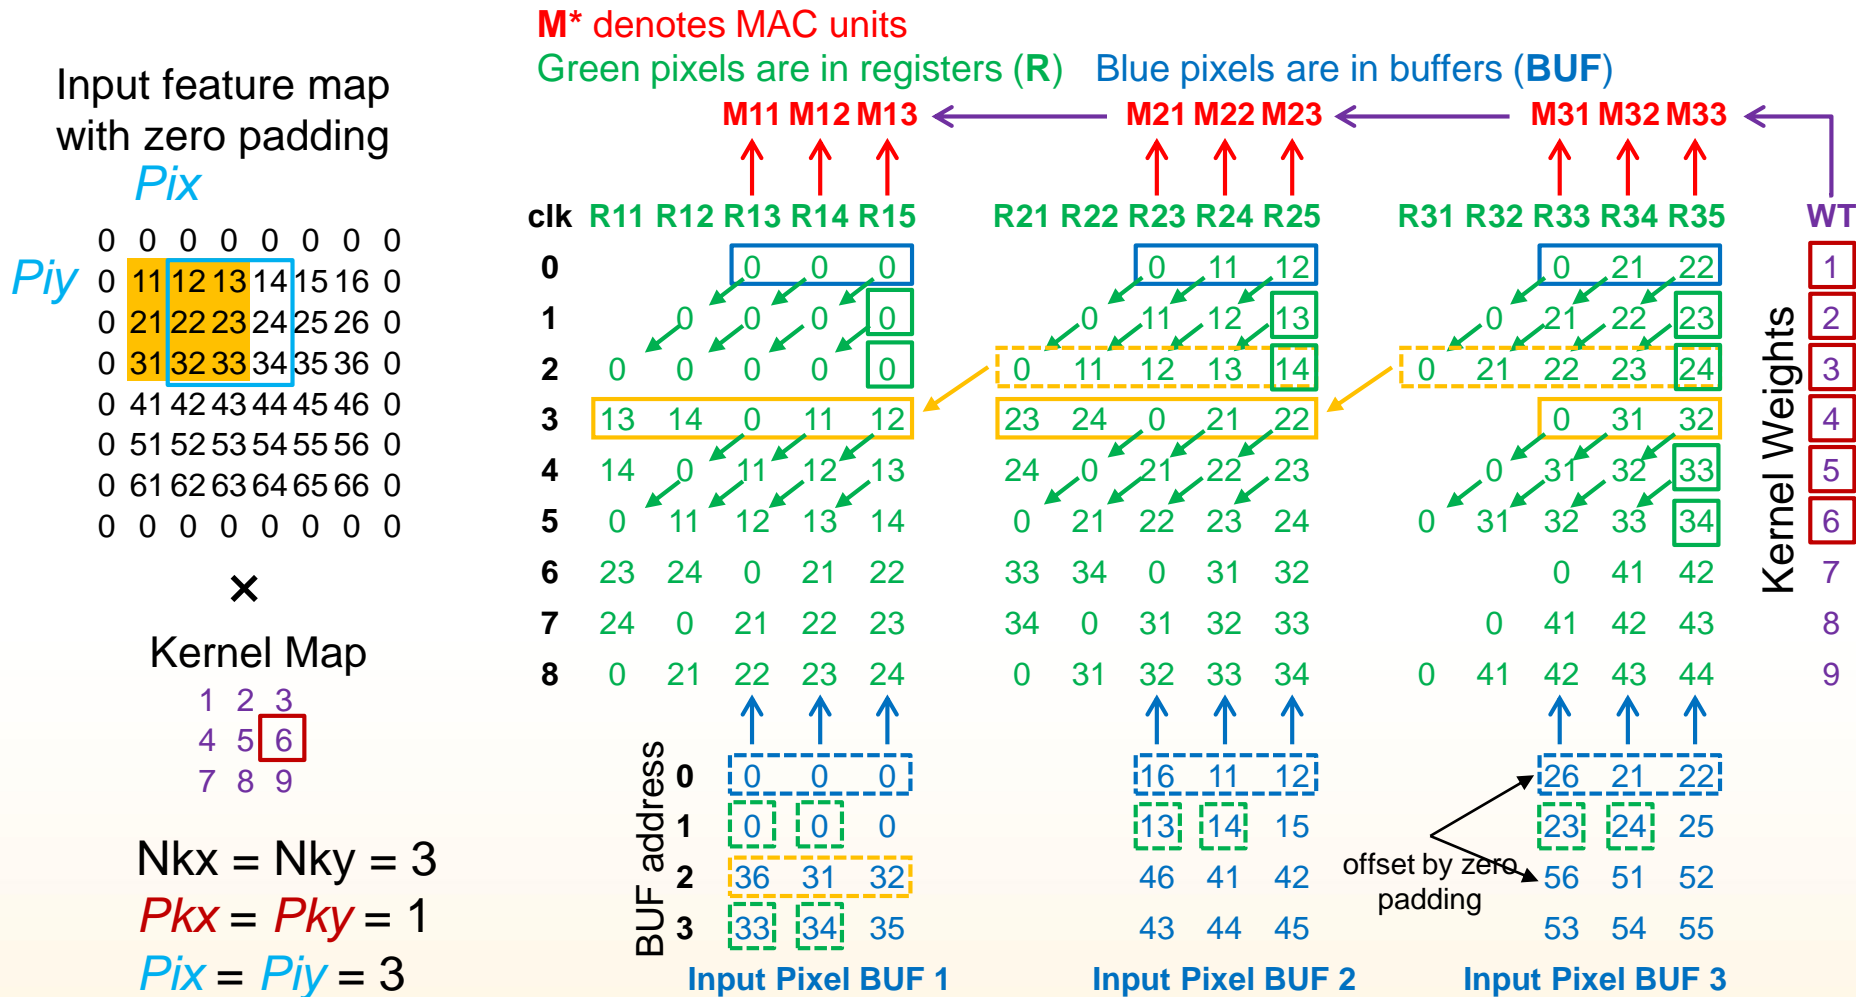 M* denotes MAC units
Green pixels are in registers (R) Blue pixels are in buffers (BUF)
Input feature map
with zero padding
Pix
Piy
0 0 0 0 0 0 0 0
0 11 12 13 14 15 16 0
0 21 22 23 24 25 26 0
0 31 32 33 34 35 36 0
0 41 42 43 44 45 46 0
0 51 52 53 54 55 56 0
0 61 62 63 64 65 66 0
0 0 0 0 0 0 0 0
×
Kernel Map
1 2 3
4 5 6
7 8 9
Nkx = Nky = 3
Pkx = Pky = 1
Pix = Piy = 3
M11 M12 M13 M21 M22 M23 M31 M32 M33
clk R11 R12 R13 R14 R15 R21 R22 R23 R24 R25 R31 R32 R33 R34 R35 WT
0 0 0 0 0 11 12 0 21 22 1
1 0 0 0 0 0 11 12 13 0 21 22 23 2
2 0 0 0 0 0 0 11 12 13 14 0 21 22 23 24 3
3 13 14 0 11 12 23 24 0 21 22 0 31 32 4
4 14 0 11 12 13 24 0 21 22 23 0 31 32 33 5
5 0 11 12 13 14 0 21 22 23 24 0 31 32 33 34 6
6 23 24 0 21 22 33 34 0 31 32 0 41 42 7
7 24 0 21 22 23 34 0 31 32 33 0 41 42 43 8
8 0 21 22 23 24 0 31 32 33 34 0 41 42 43 44 9
Kernel Weights
BUF address
0 0 0 0 16 11 12 26 21 22
1 0 0 0 13 14 15 23 24 25
2 36 31 32 46 41 42 56 51 52
3 33 34 35 43 44 45 53 54 55
offset by zero
padding
Input Pixel BUF 1 Input Pixel BUF 2 Input Pixel BUF 3